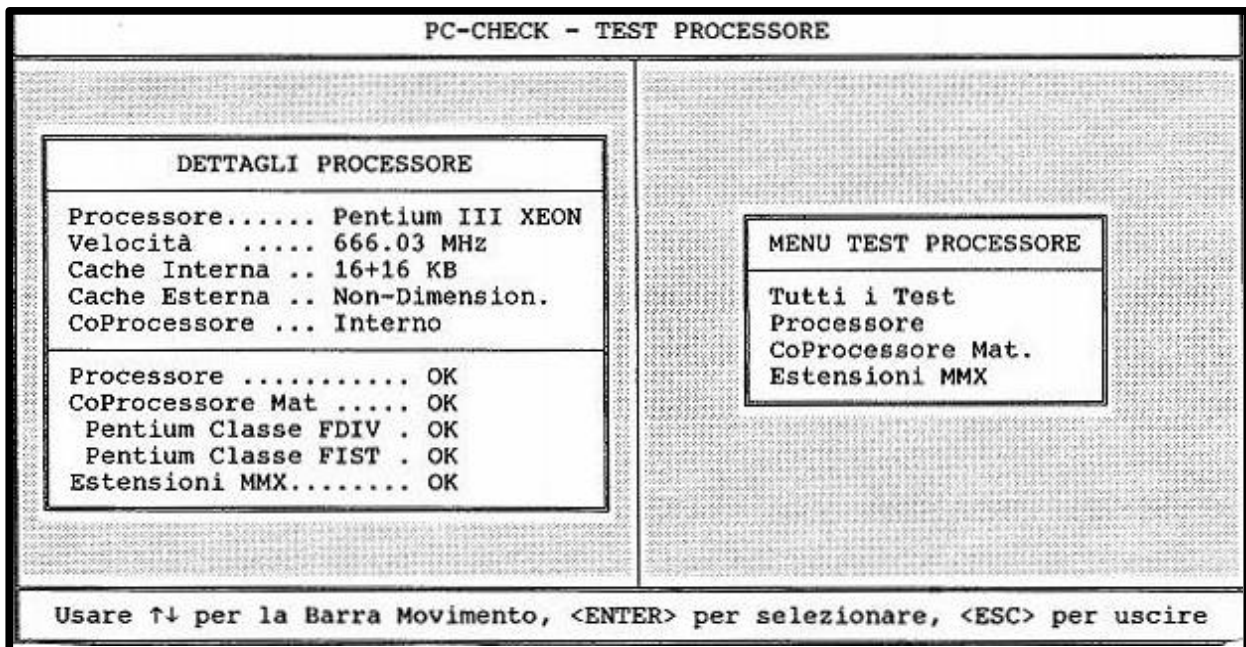 PC-CHECK - TEST PROCESSORE
DETTAGLI PROCESSORE
Processore...... Pentium III XEON
Velocità ..... 666.03 MHz
Cache Interna .. 16+16 KB
Cache Esterna .. Non-Dimension.
CoProcessore ... Interno
Processore ........... OK
CoProcessore Mat ..... OK
Pentium Classe FDIV . OK
Pentium Classe FIST . OK
Estensioni MMX........ OK
MENU TEST PROCESSORE
Tutti i Test
Processore
CoProcessore Mat.
Estensioni MMX
Usare ↑↓ per la Barra Movimento, <ENTER> per selezionare, <ESC> per uscire